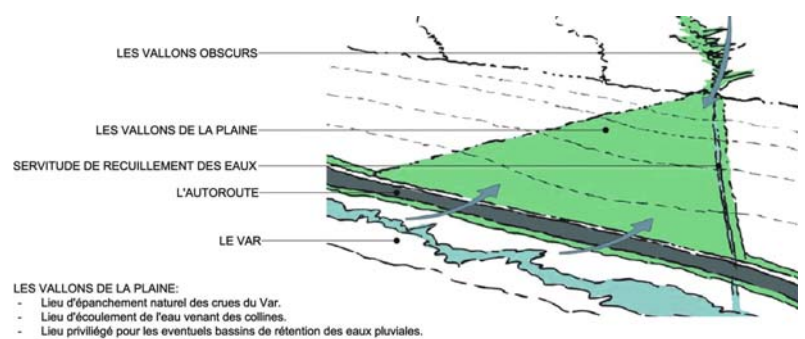 LES VALLONS OBSCURS
LES VALLONS DE LA PLAINE
SERVITUDE DE RECUILLEMENT DES EAUX
L'AUTOROUTE
LE VAR
LES VALLONS DE LA PLAINE:
- Lieu d'épanchement naturel des crues du Var.
- Lieu d'écoulement de l'eau venant des collines.
- Lieu priviliégé pour les eventuels bassins de rétention des eaux pluviales.